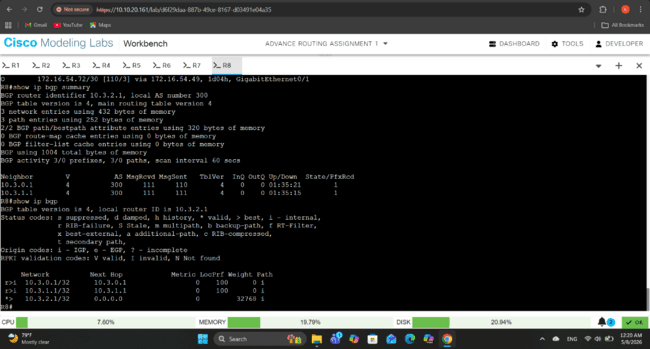 Not secure https://10.10.20.161/lab/d6f29daa-887b-49ce-8167-d03491e04a35
Gmail YouTube Maps All Bookmarks
Cisco Modeling Labs Workbench ADVANCE ROUTING ASSIGNMENT 1 DASHBOARD TOOLS DEVELOPER
R1 R2 R3 R4 R5 R6 R7 R8
O 172.16.54.72/30 [110/3] via 172.16.54.49, 1d04h, GigabitEthernet0/1
R8#show ip bgp summary
BGP router identifier 10.3.2.1, local AS number 300
BGP table version is 4, main routing table version 4
3 network entries using 432 bytes of memory
3 path entries using 252 bytes of memory
2/2 BGP path/bestpath attribute entries using 320 bytes of memory
0 BGP route-map cache entries using 0 bytes of memory
0 BGP filter-list cache entries using 0 bytes of memory
BGP using 1004 total bytes of memory
BGP activity 3/0 prefixes, 3/0 paths, scan interval 60 secs
Neighbor V AS MsgRcvd MsgSent TblVer InQ OutQ Up/Down State/PfxRcd
10.3.0.1 4 300 111 110 4 0 0 01:35:21 1
10.3.1.1 4 300 111 111 4 0 0 01:35:15 1
R8#show ip bgp
BGP table version is 4, local router ID is 10.3.2.1
Status codes: s suppressed, d damped, h history, * valid, > best, i - internal,
r RIB-failure, S Stale, m multipath, b backup-path, f RT-Filter,
x best-external, a additional-path, c RIB-compressed,
t secondary path,
Origin codes: i - IGP, e - EGP, ? - incomplete
RPKI validation codes: V valid, I invalid, N Not found
Network Next Hop Metric LocPrf Weight Path
r>i 10.3.0.1/32 10.3.0.1 0 100 0 i
r>i 10.3.1.1/32 10.3.1.1 0 100 0 i
*> 10.3.2.1/32 0.0.0.0 0 32768 i
R8#
CPU 7.60% MEMORY 19.79% DISK 20.94% 2 OK
79°F Search ENG 12:20 AM
Mostly clear 5/8/2026